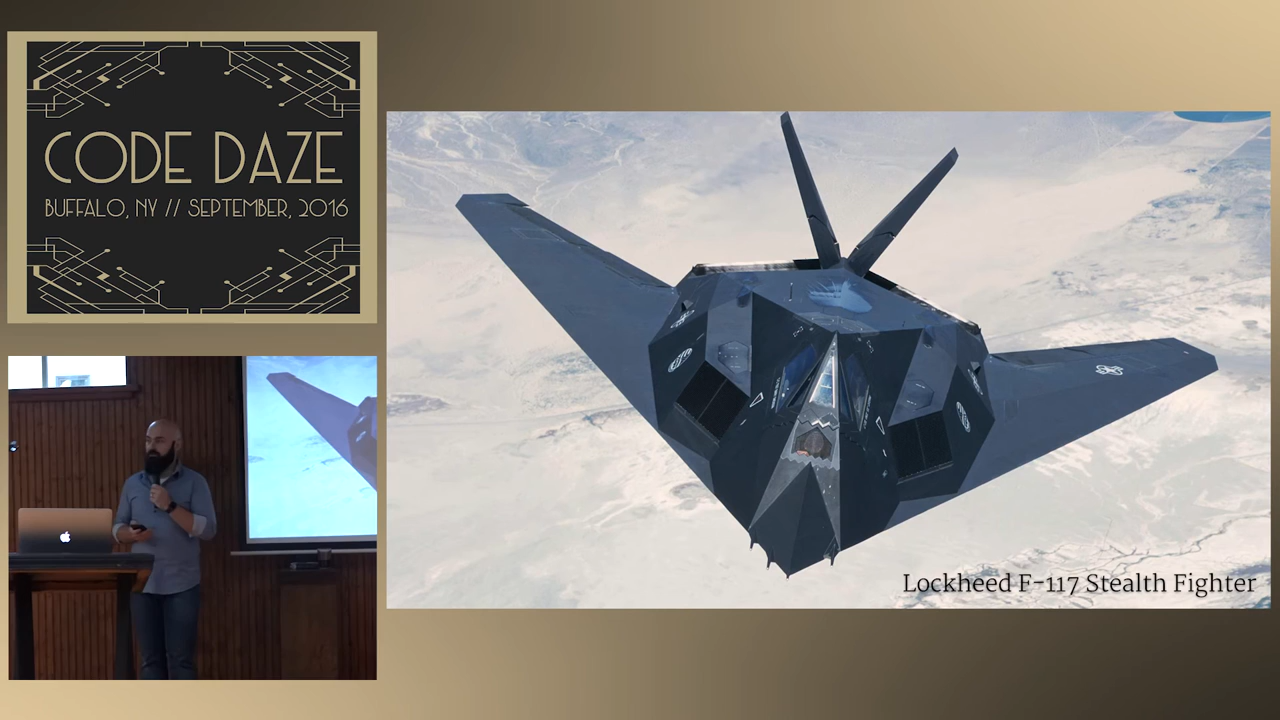 CODE DAZE
BUFFALO, NY // SEPTEMBER, 2016
Lockheed F-117 Stealth Fighter